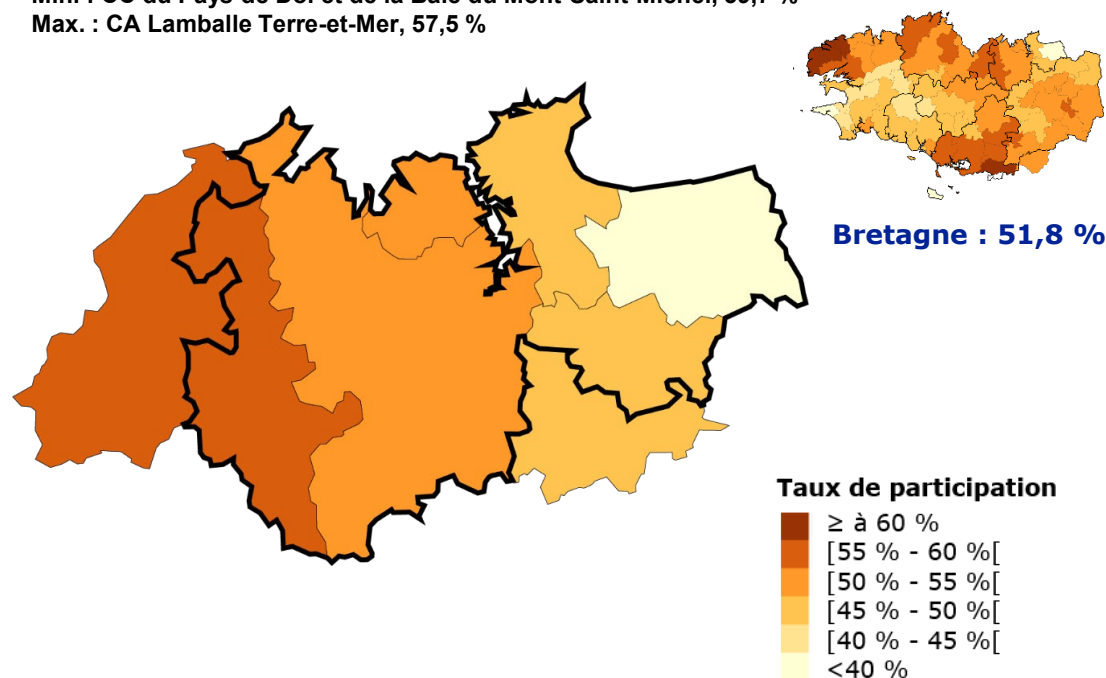 Max. : CA Lamballe Terre-et-Mer, 57,5 %
Bretagne : 51,8 %
Taux de participation
≥ à 60 %
[55 % - 60 %[
[50 % - 55 %[
[45 % - 50 %[
[40 % - 45 %[
<40 %